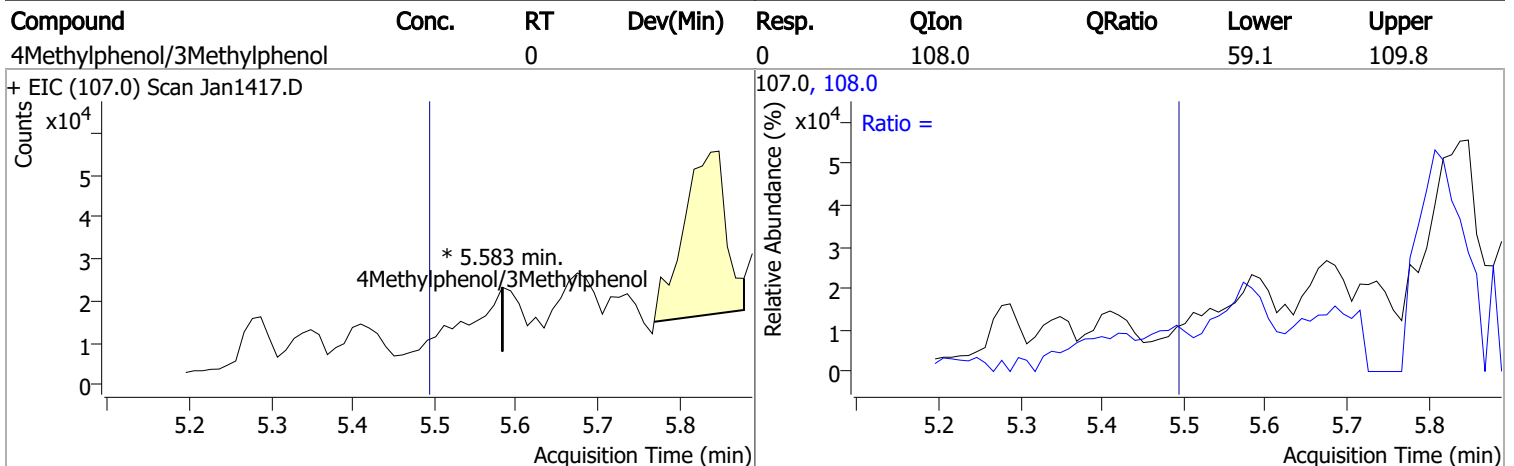 Compound Conc. RT Dev(Min) Resp. QIon QRatio Lower Upper
4Methylphenol/3Methylphenol 0 0 108.0 59.1 109.8
+ EIC (107.0) Scan Jan1417.D
Counts
x10⁴
5
4
3
2
1
0
* 5.583 min.
4Methylphenol/3Methylphenol
5.2 5.3 5.4 5.5 5.6 5.7 5.8
Acquisition Time (min)
107.0, 108.0
Relative Abundance (%)
x10⁴
Ratio =
5
4
3
2
1
0
5.2 5.3 5.4 5.5 5.6 5.7 5.8
Acquisition Time (min)